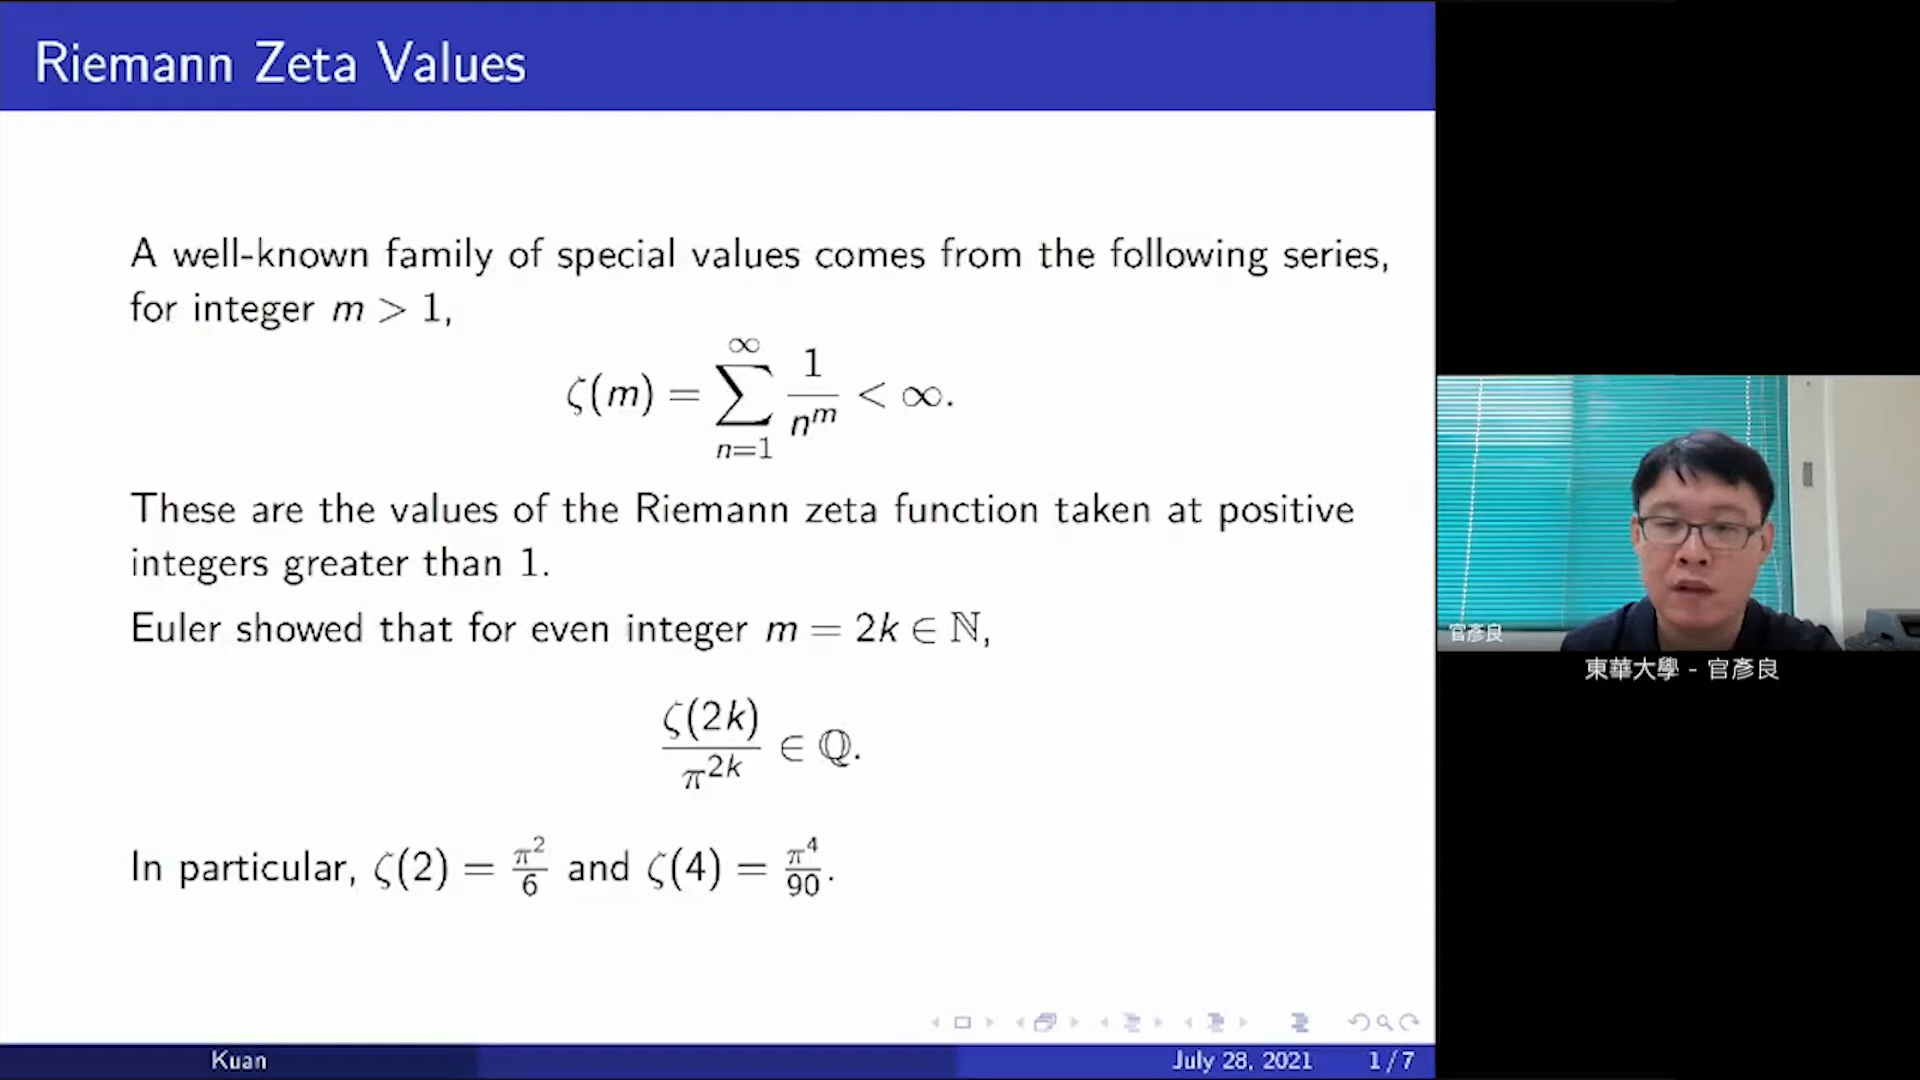 Riemann Zeta Values
A well-known family of special values comes from the following series,
for integer m > 1,
ζ(m) = ∑_{n=1}^{∞} 1/n^m < ∞.
These are the values of the Riemann zeta function taken at positive
integers greater than 1.
Euler showed that for even integer m = 2k ∈ ℕ,
ζ(2k)/π^{2k} ∈ ℚ.
In particular, ζ(2) = π²/6 and ζ(4) = π⁴/90.
Kuan
July 28, 2021
1 / 7
官彥良
東華大學 - 官彥良